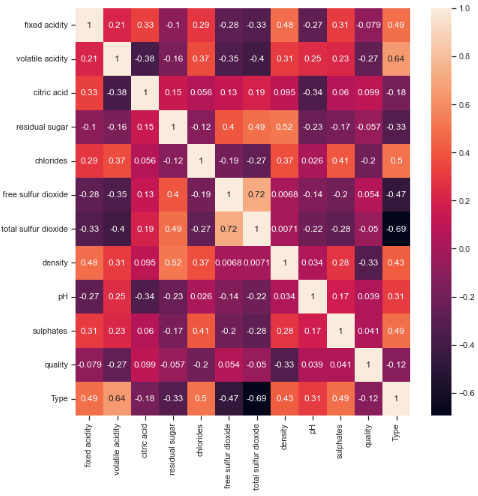 fixed acidity 1 0.21 0.33 -0.1 0.29 -0.28 -0.33 0.48 -0.27 0.31 -0.079 0.49
volatile acidity 0.21 1 -0.38 -0.16 0.37 -0.35 -0.4 0.31 0.25 0.23 -0.27 0.64
citric acid 0.33 -0.38 1 0.15 0.056 0.13 0.19 0.095 -0.34 0.06 0.099 -0.18
residual sugar -0.1 -0.16 0.15 1 -0.12 0.4 0.49 0.52 -0.23 -0.17 -0.057 -0.33
chlorides 0.29 0.37 0.056 -0.12 1 -0.19 -0.27 0.37 0.026 0.41 -0.2 0.5
free sulfur dioxide -0.28 -0.35 0.13 0.4 -0.19 1 0.72 0.0068 -0.14 -0.2 0.054 -0.47
total sulfur dioxide -0.33 -0.4 0.19 0.49 -0.27 0.72 1 0.0071 -0.22 -0.28 -0.05 -0.69
density 0.48 0.31 0.095 0.52 0.37 0.0068 0.0071 1 0.034 0.28 -0.33 0.43
pH -0.27 0.25 -0.34 -0.23 0.026 -0.14 -0.22 0.034 1 0.17 0.039 0.31
sulphates 0.31 0.23 0.06 -0.17 0.41 -0.2 -0.28 0.28 0.17 1 0.041 0.49
quality -0.079 -0.27 0.099 -0.057 -0.2 0.054 -0.05 -0.33 0.039 0.041 1 -0.12
Type 0.49 0.64 -0.18 -0.33 0.5 -0.47 -0.69 0.43 0.31 0.49 -0.12 1
fixed acidity
volatile acidity
citric acid
residual sugar
chlorides
free sulfur dioxide
total sulfur dioxide
density
pH
sulphates
quality
Type
1.0
0.8
0.6
0.4
0.2
0.0
-0.2
-0.4
-0.6